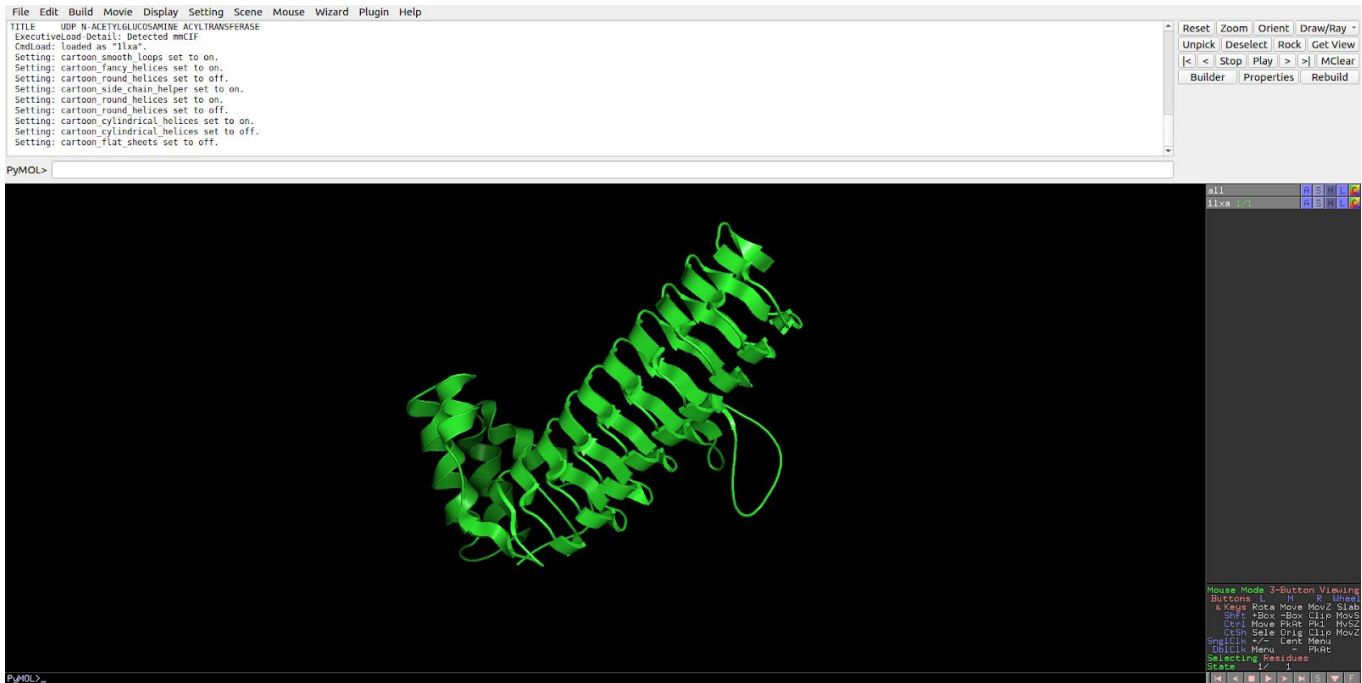 File Edit Build Movie Display Setting Scene Mouse Wizard Plugin Help
TITLE     UDP N-ACETYLGLUCOSAMINE ACYLTRANSFERASE
ExecutiveLoad-Detail: Detected mmCIF
CmdLoad: loaded as "1lxa".
Setting: cartoon_smooth_loops set to on.
Setting: cartoon_fancy_helices set to on.
Setting: cartoon_round_helices set to off.
Setting: cartoon_side_chain_helper set to on.
Setting: cartoon_round_helices set to on.
Setting: cartoon_round_helices set to off.
Setting: cartoon_cylindrical_helices set to on.
Setting: cartoon_cylindrical_helices set to off.
Setting: cartoon_flat_sheets set to off.
Reset Zoom Orient Draw/Ray
Unpick Deselect Rock Get View
|< < Stop Play > >| MClear
Builder Properties Rebuild
PyMOL>
all A S H L C
1lxa 1/1 A S H L C
Mouse Mode 3-Button Viewing
Buttons L M R Wheel
& Keys Rota Move MovZ Slab
Shft +Box -Box Clip MovS
Ctrl Move PkAt Pk1 MvSZ
CtSh Sele Orig Clip MovZ
SnglClk +/- Cent Menu
DblClk Menu - PkAt
Selecting Residues
State 1/ 1
PyMOL>_
S F